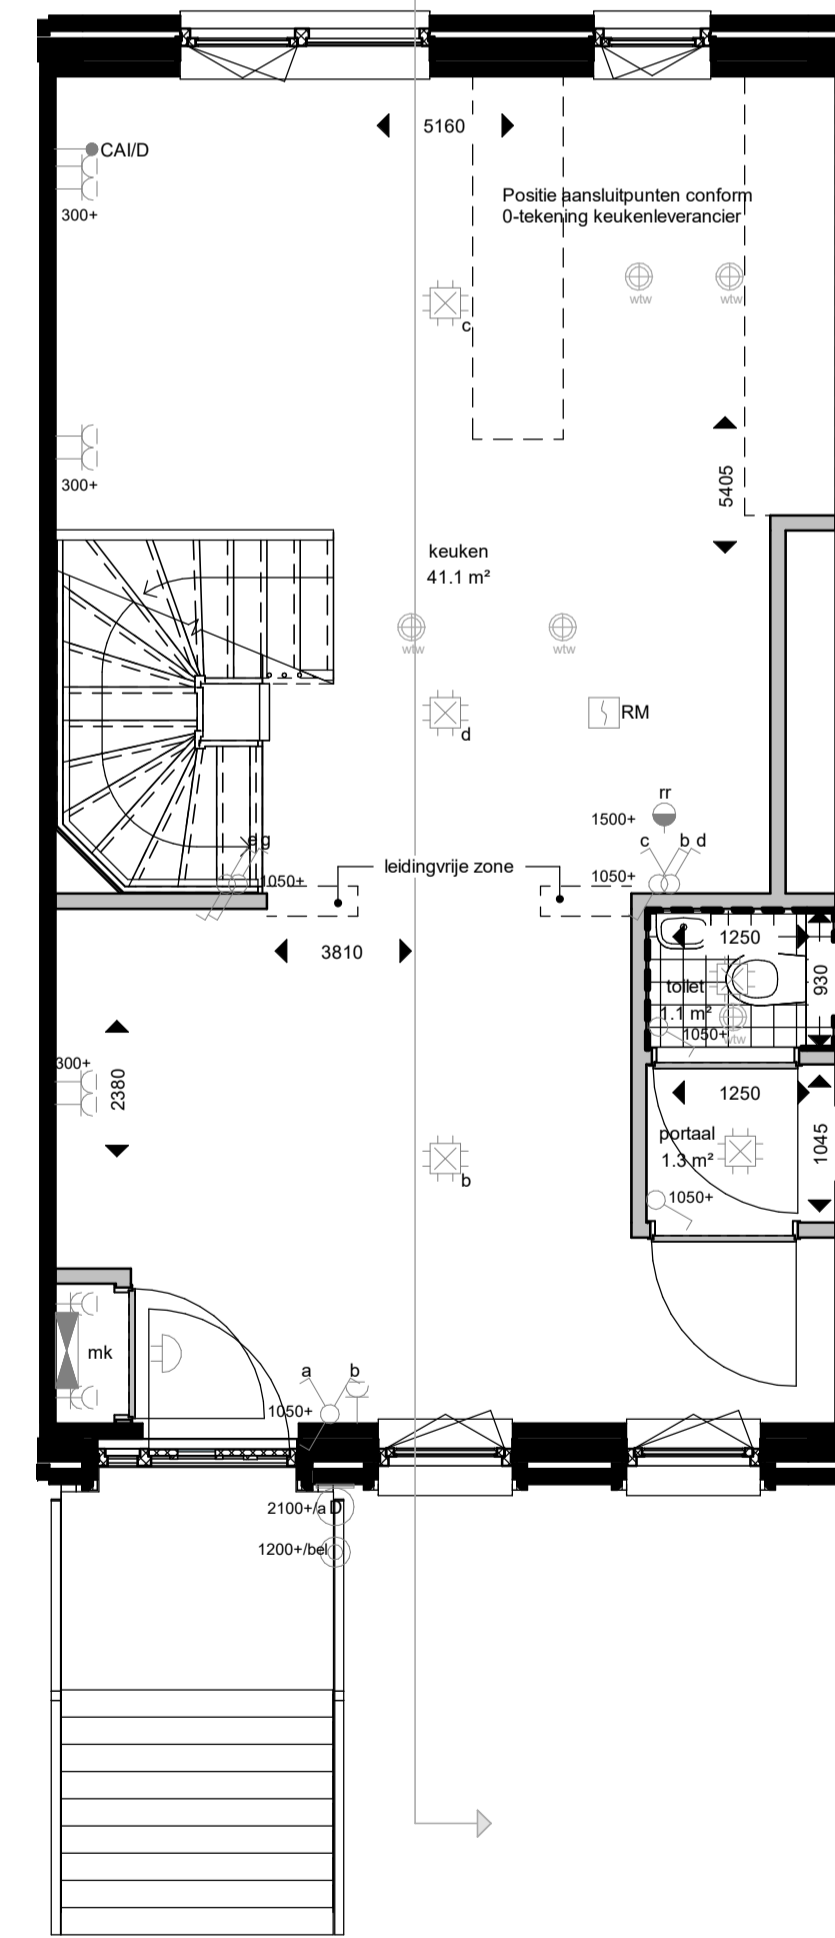 5160
CAI/D
Positie aansluitpunten conform
0-tekening keukenleverancier
300+
wtw
wtw
c
300+
5405
keuken
41.1 m²
wtw
wtw
d
RM
rr
1500+
c
b d
e g
1050+
leidingvrije zone
1050+
3810
1250
930
toilet
1.1 m²
wtw
1050+
300+
2380
1250
portaal
1.3 m²
1045
b
1050+
mk
a
b
1050+
2100+/a D
1200+/bel